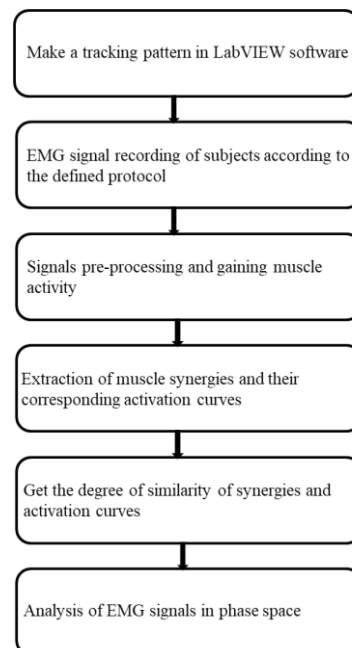 Make a tracking pattern in LabVIEW software
EMG signal recording of subjects according to
the defined protocol
Signals pre-processing and gaining muscle
activity
Extraction of muscle synergies and their
corresponding activation curves
Get the degree of similarity of synergies and
activation curves
Analysis of EMG signals in phase space